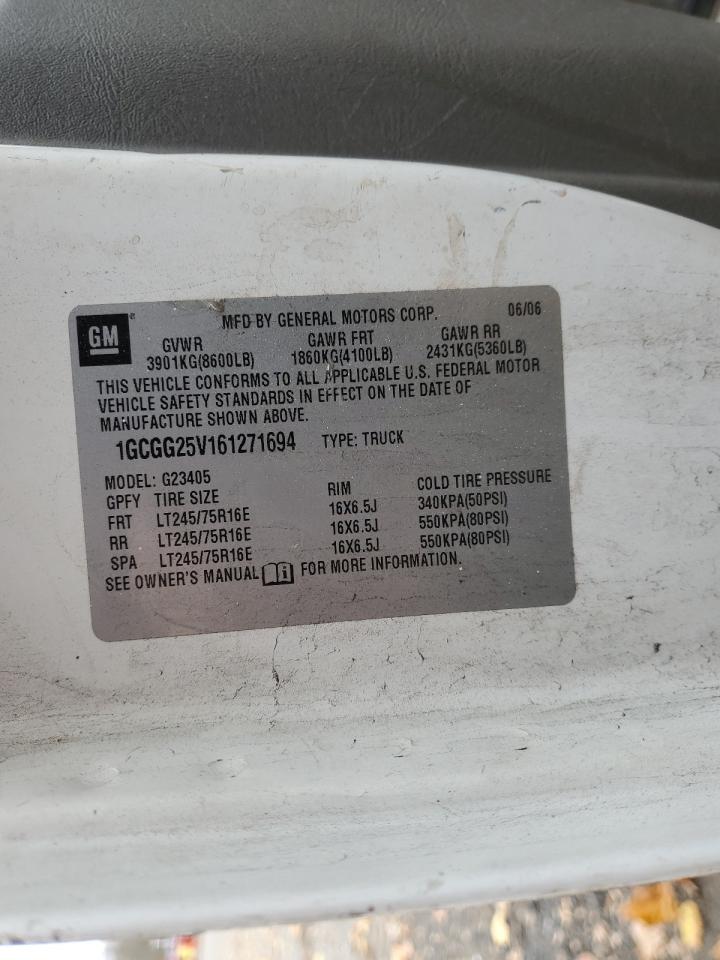 GM
MFD BY GENERAL MOTORS CORP. 06/06
GVWR GAWR FRT GAWR RR
3901KG(8600LB) 1860KG(4100LB) 2431KG(5360LB)
THIS VEHICLE CONFORMS TO ALL APPLICABLE U.S. FEDERAL MOTOR
VEHICLE SAFETY STANDARDS IN EFFECT ON THE DATE OF
MANUFACTURE SHOWN ABOVE.
1GCGG25V161271694 TYPE: TRUCK
MODEL: G23405
GPFY TIRE SIZE RIM COLD TIRE PRESSURE
FRT LT245/75R16E 16X6.5J 340KPA(50PSI)
RR LT245/75R16E 16X6.5J 550KPA(80PSI)
SPA LT245/75R16E 16X6.5J 550KPA(80PSI)
SEE OWNER'S MANUAL FOR MORE INFORMATION.